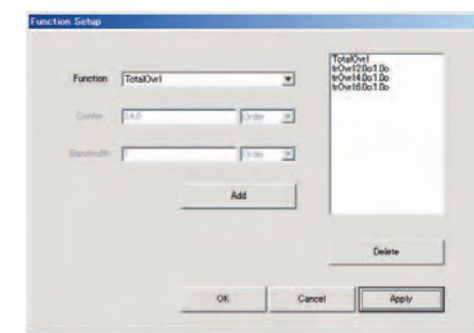 Function Setup
Function TotalOvrl
Center Order
Bandwidth 1 Order
Add
TotalOvrl
trOvrl2.0o:1.0o
trOvrl4.0o:1.0o
trOvrl6.0o:1.0o
Delete
OK Cancel Apply